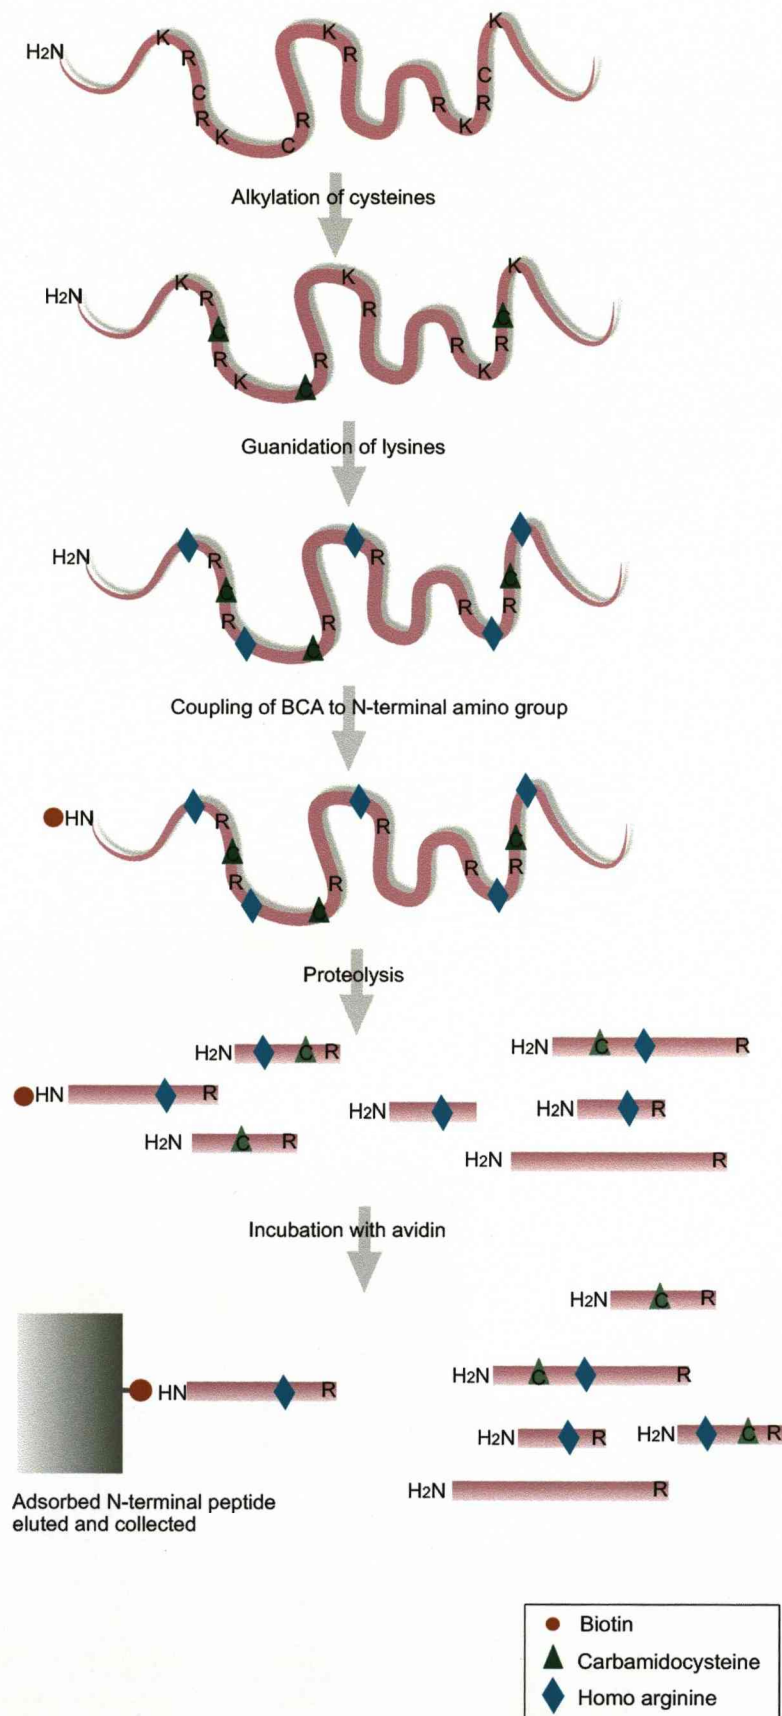 H2N K R C R K C R K R R K R C K
Alkylation of cysteines
H2N K R C R K C R K R R K R C K
Guanidation of lysines
H2N R C R C R R R R C
Coupling of BCA to N-terminal amino group
HN R C R C R R R R C
Proteolysis
H2N C R
H2N C R
HN R
H2N
H2N R
H2N C R
H2N R
Incubation with avidin
H2N C R
HN R
H2N C R
H2N R
H2N C R
H2N R
Adsorbed N-terminal peptide
eluted and collected
Biotin
Carbamidocysteine
Homo arginine